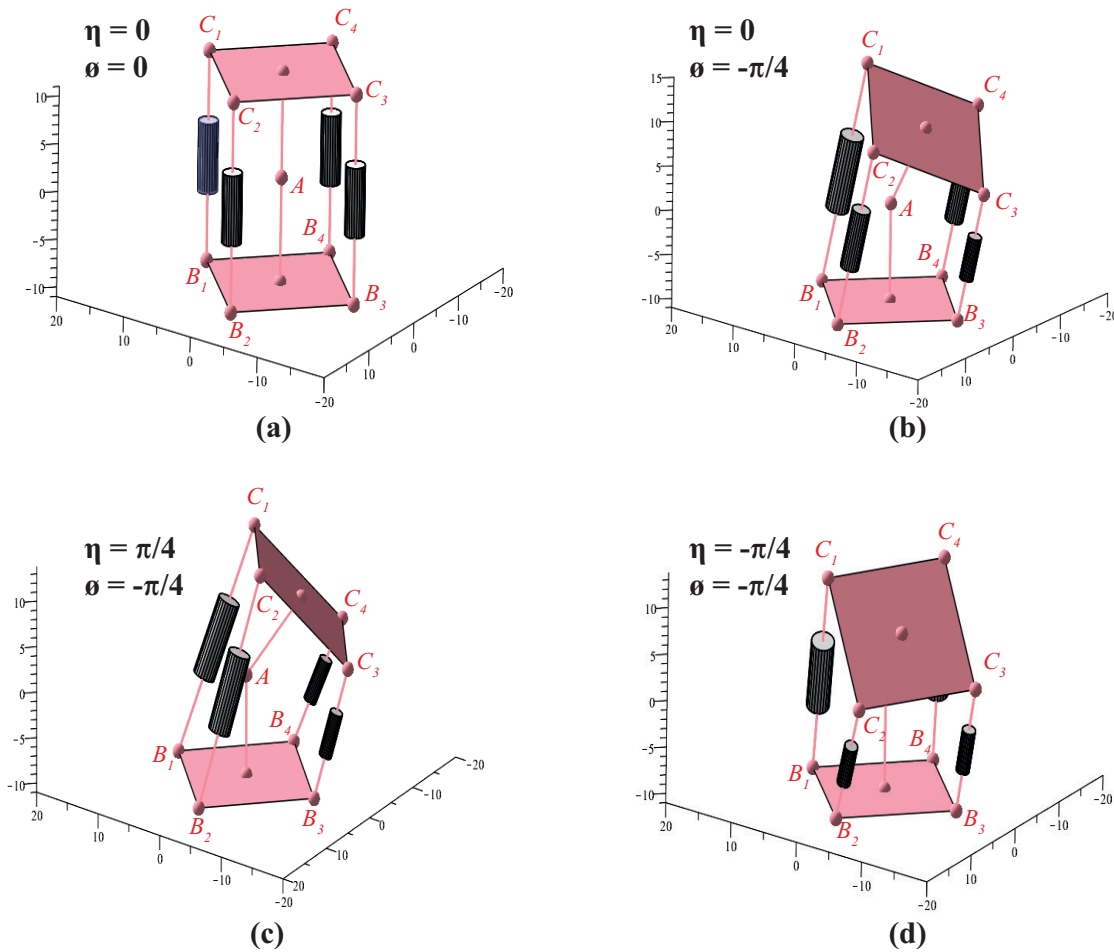 η = 0
ø = 0
C₁
C₄
C₂
C₃
A
B₄
B₁
B₃
B₂
10
5
0
-5
-10
20
10
0
-10
-20
10
0
-10
-20
(a)
η = 0
ø = -π/4
C₁
C₄
C₂
C₃
A
B₄
B₁
B₃
B₂
15
10
5
0
-5
-10
20
10
0
-10
-20
10
0
-10
-20
(b)
η = π/4
ø = -π/4
C₁
C₂
C₄
C₃
A
B₄
B₁
B₃
B₂
10
5
0
-5
-10
20
10
0
-10
-20
20
10
0
-10
-20
(c)
η = -π/4
ø = -π/4
C₁
C₄
C₃
C₂
B₄
B₁
B₃
B₂
10
5
0
-5
-10
20
10
0
-10
-20
10
0
-10
-20
(d)